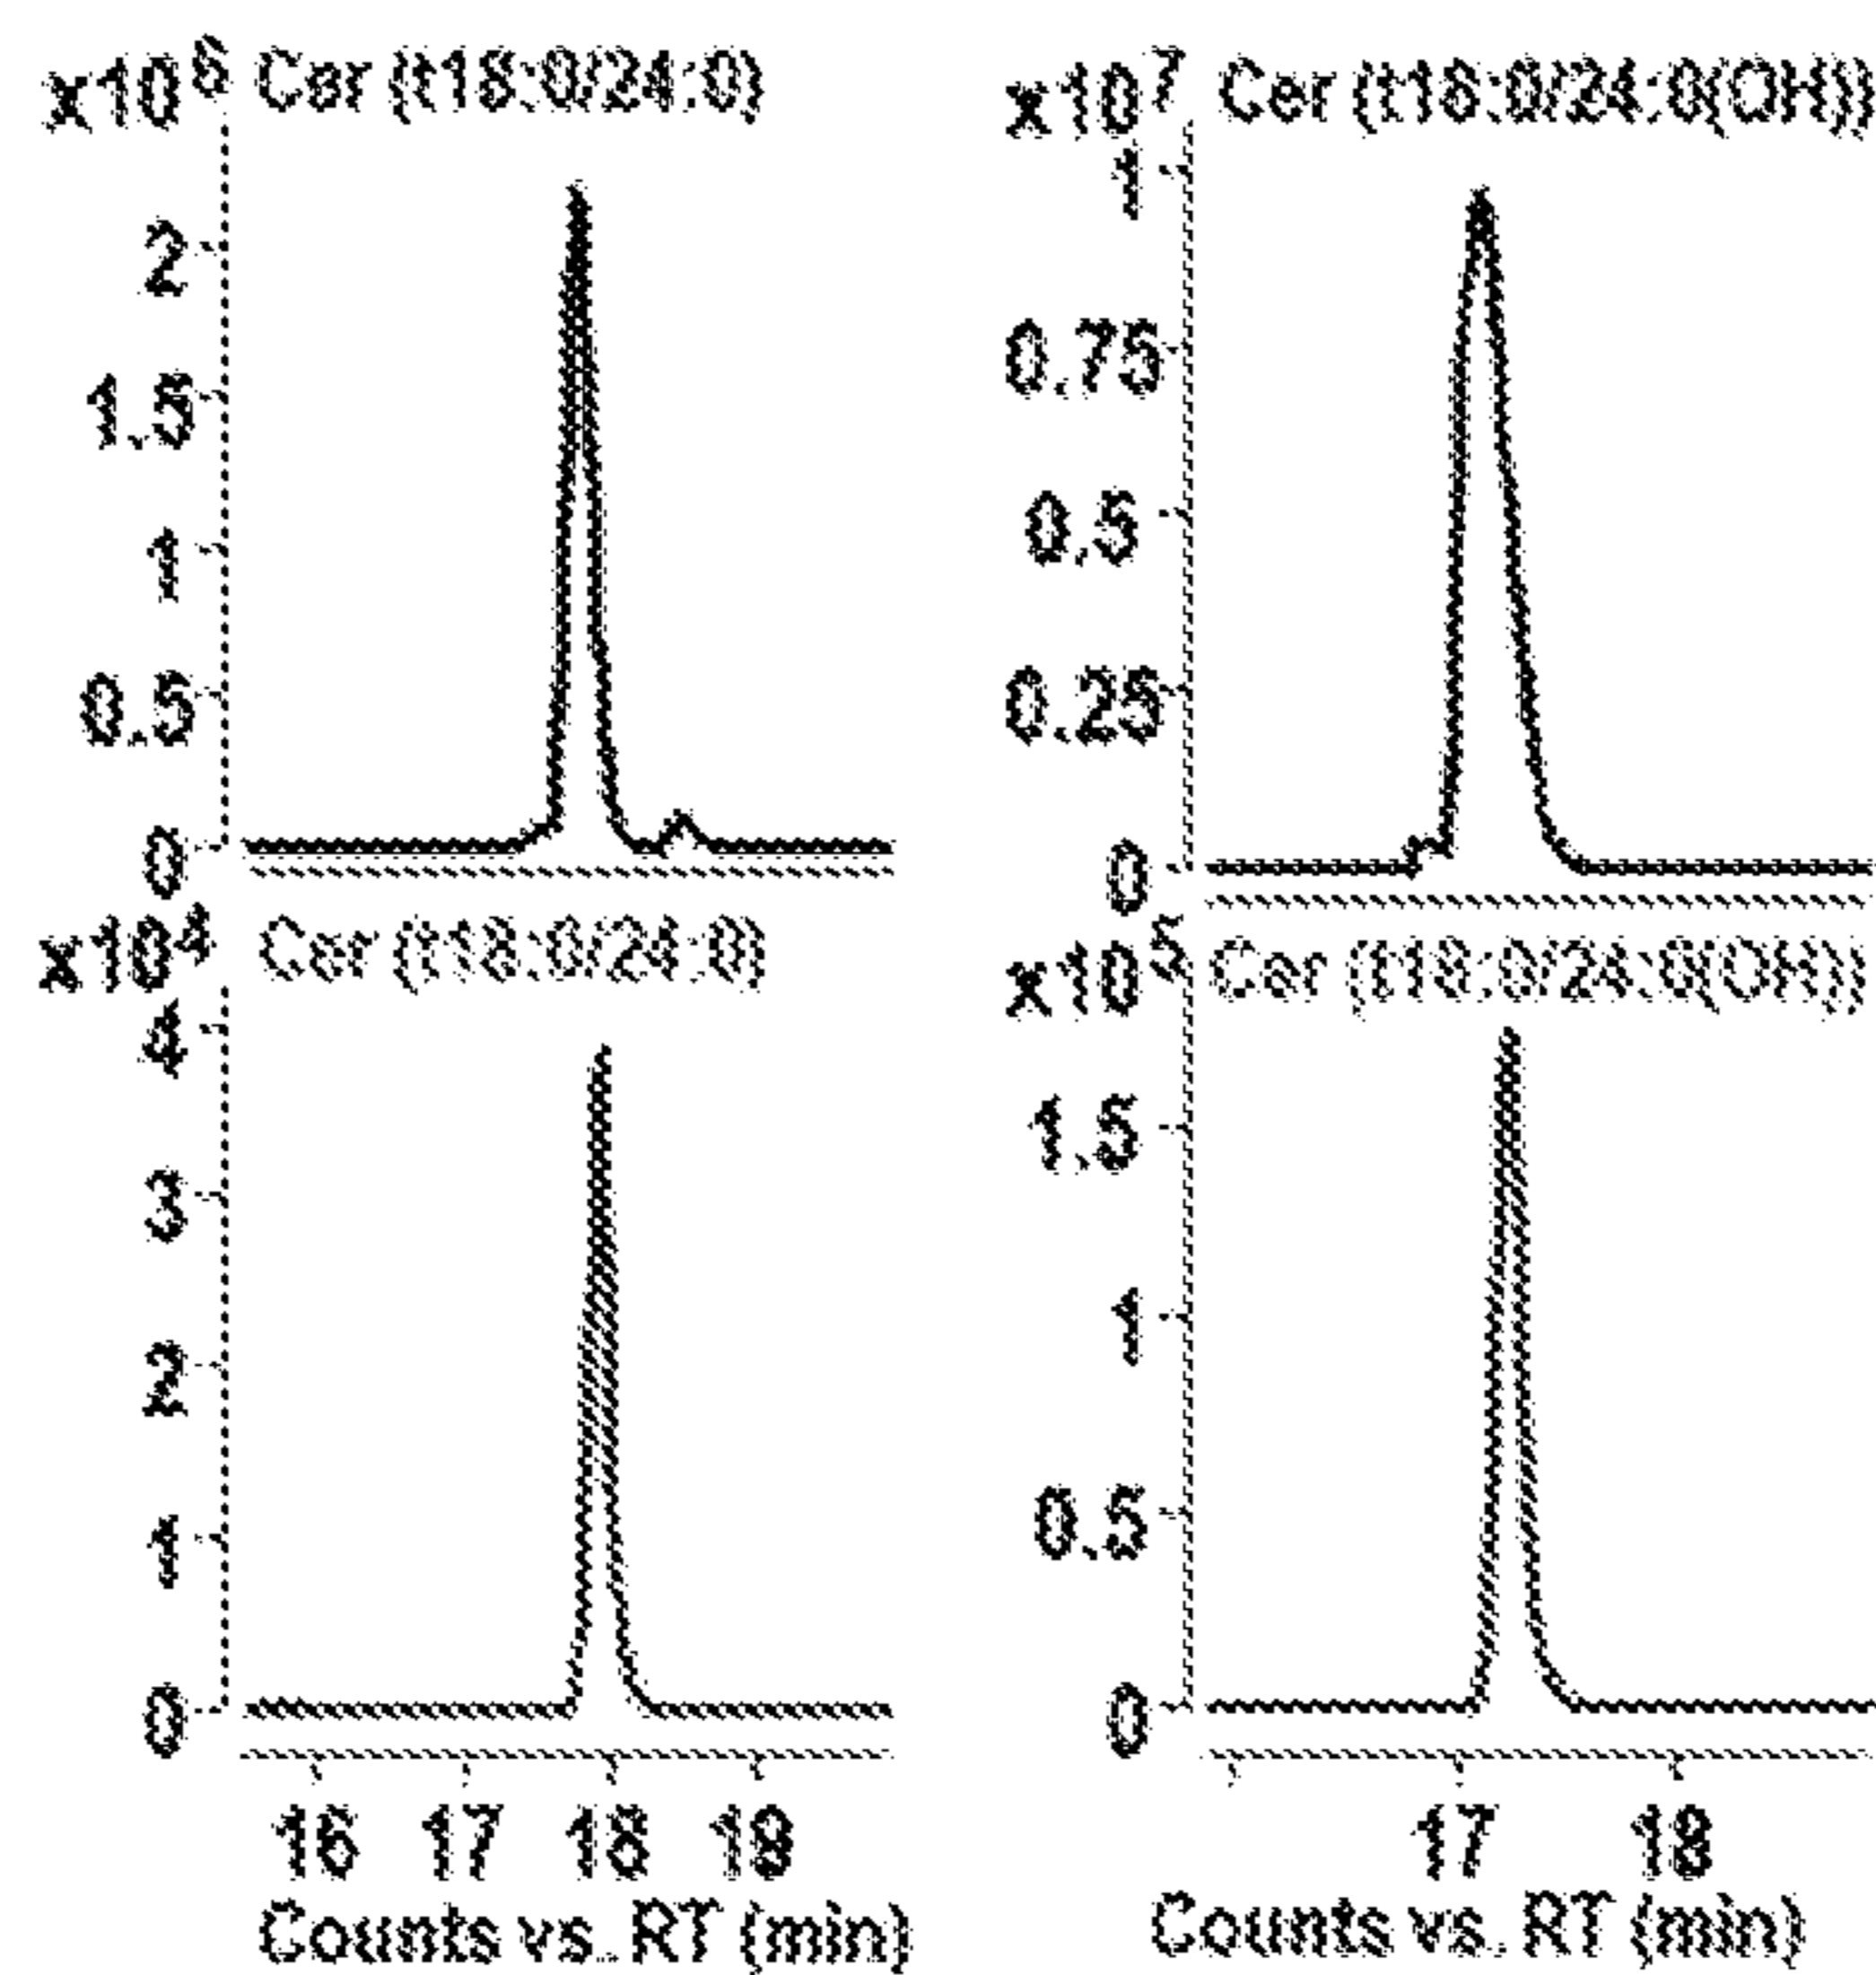 x10⁶ Cer (t18:0/24:0)
2
1.5
1
0.5
0
x10⁷ Cer (t18:0/24:0(OH))
1
0.75
0.5
0.25
0
x10⁴ Cer (t18:0/24:0)
4
3
2
1
0
16 17 18 19
Counts vs. RT (min)
x10⁵ Cer (t18:0/24:0(OH))
1.5
1
0.5
0
17 18
Counts vs. RT (min)